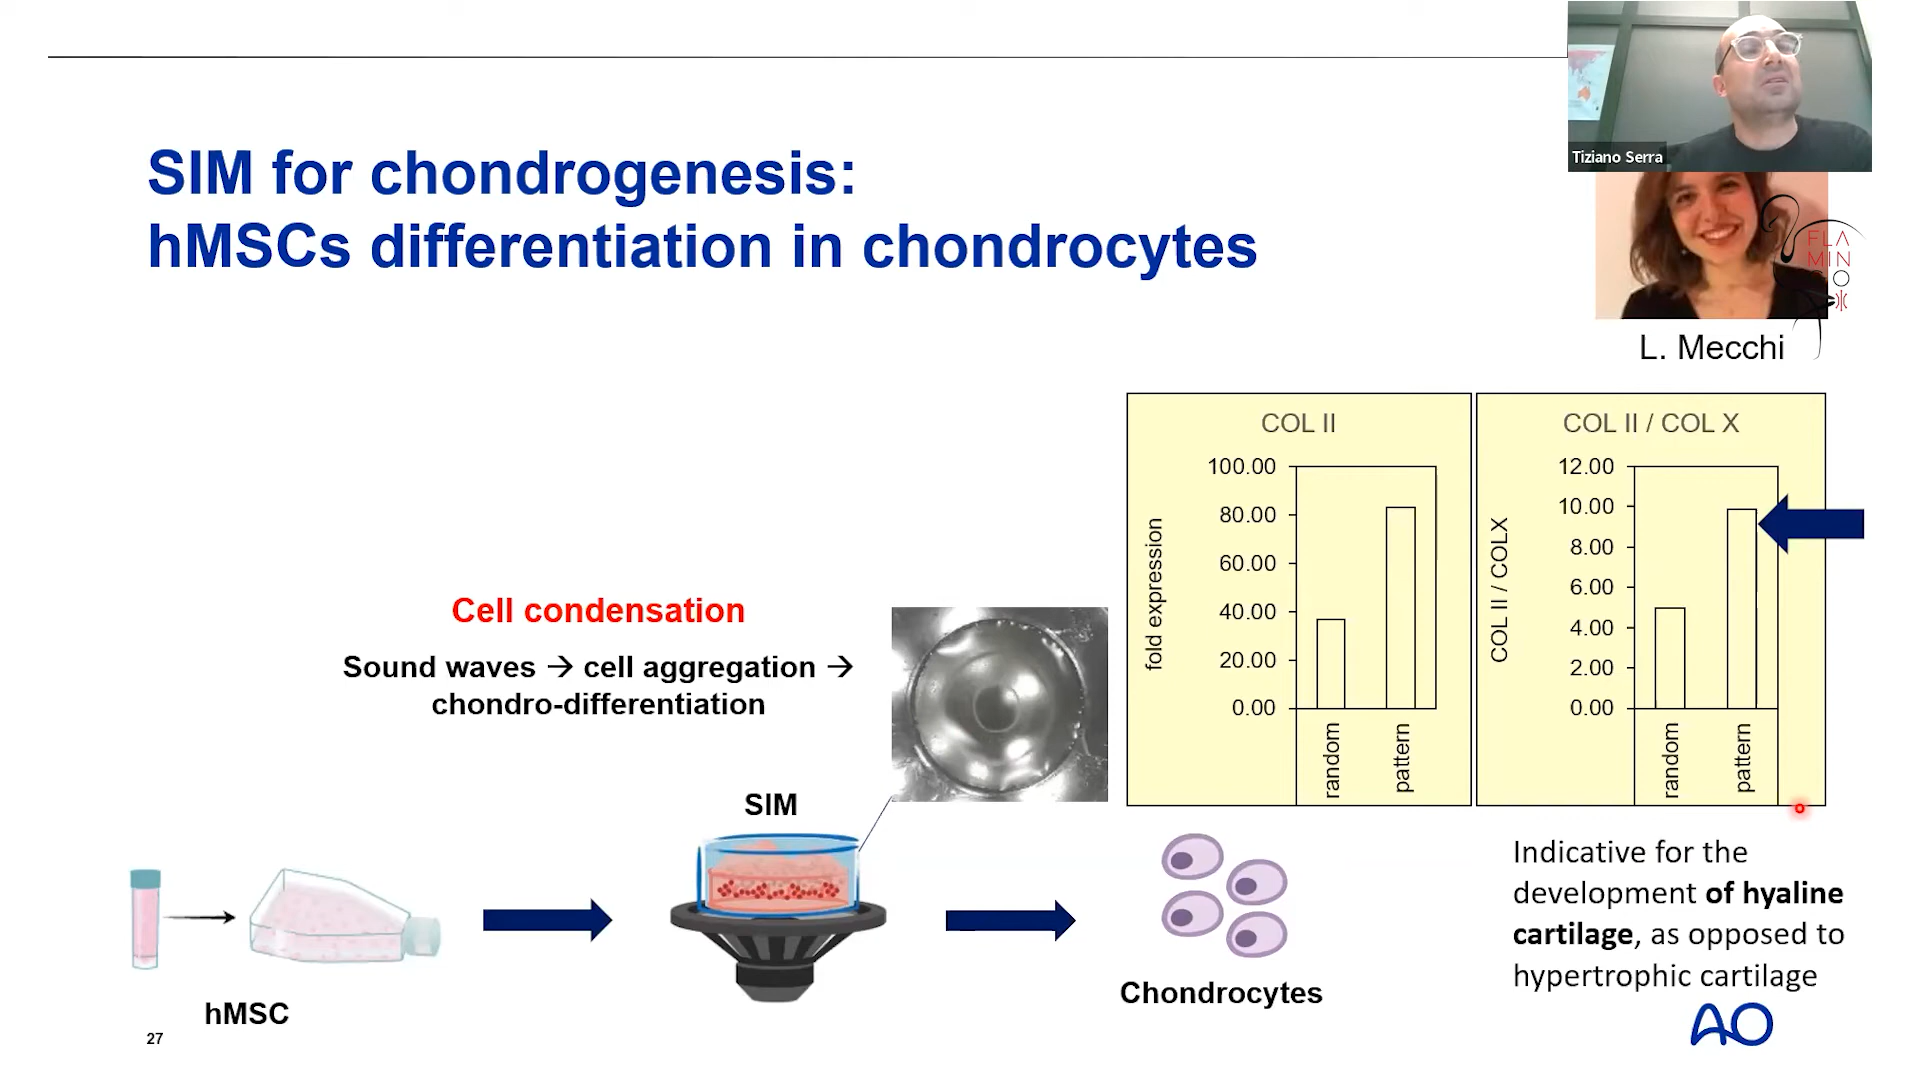 Tiziano Serra
SIM for chondrogenesis:
hMSCs differentiation in chondrocytes
FLA
MIN
GO
L. Mecchi
COL II
fold expression
100.00
80.00
60.00
40.00
20.00
0.00
random
pattern
COL II / COL X
COL II / COLX
12.00
10.00
8.00
6.00
4.00
2.00
0.00
random
pattern
Cell condensation
Sound waves → cell aggregation →
chondro-differentiation
SIM
hMSC
Chondrocytes
Indicative for the
development of hyaline
cartilage, as opposed to
hypertrophic cartilage
27
AO